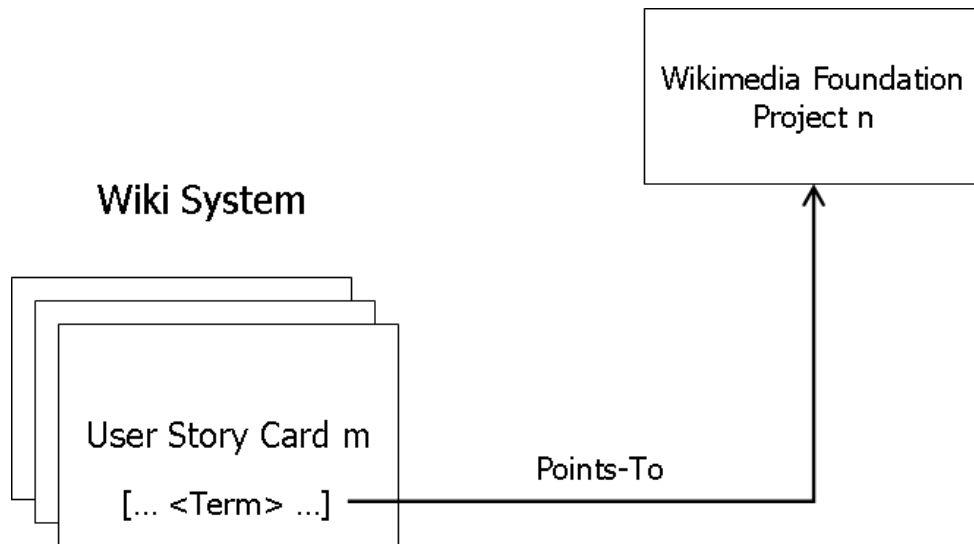 Wikimedia Foundation
Project n
Wiki System
User Story Card m
[... <Term> ...]
Points-To